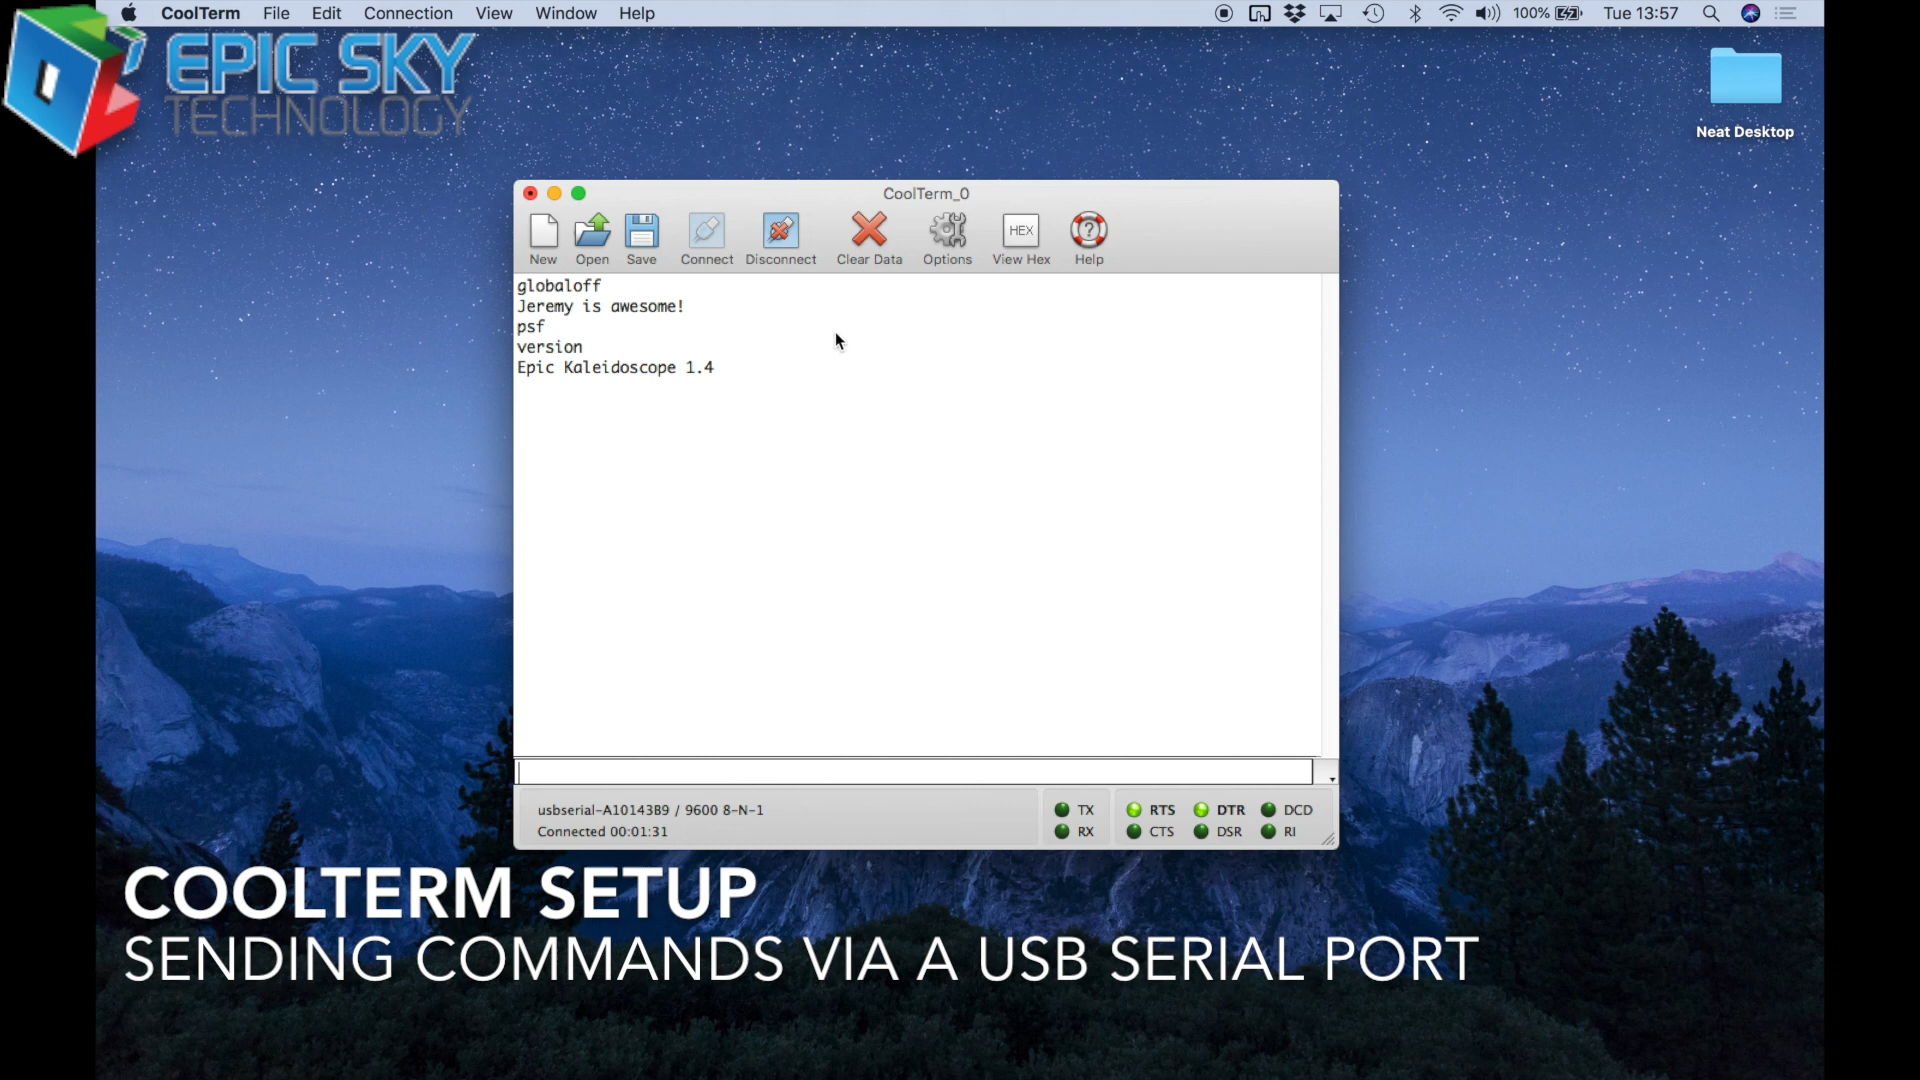 CoolTerm File Edit Connection View Window Help 100% Tue 13:57
EPIC SKY
TECHNOLOGY
Neat Desktop
CoolTerm_0
HEX
New Open Save Connect Disconnect Clear Data Options View Hex Help
globaloff
Jeremy is awesome!
psf
version
Epic Kaleidoscope 1.4
usbserial-A10143B9 / 9600 8-N-1
Connected 00:01:31
TX RTS DTR DCD
RX CTS DSR RI
COOLTERM SETUP
SENDING COMMANDS VIA A USB SERIAL PORT